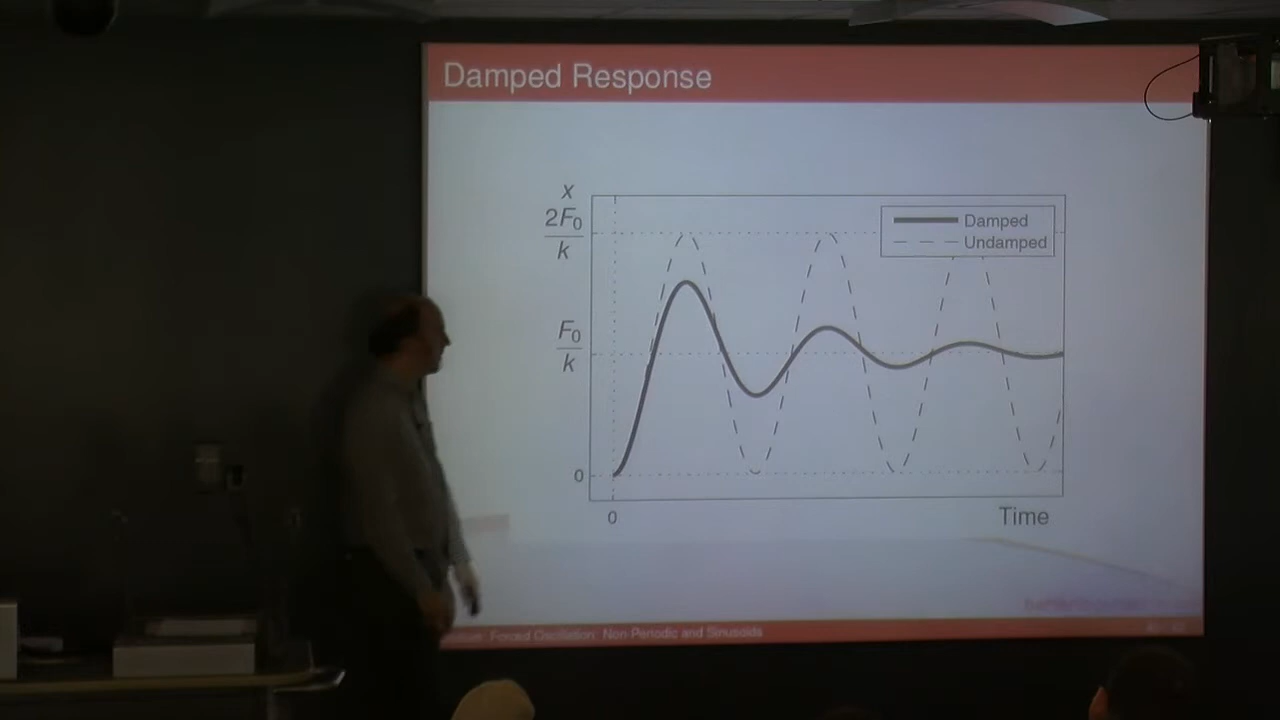 Damped Response
x
2F₀
k
F₀
k
0
0
Time
Damped
Undamped
Forced Oscillation: Non-Periodic and Sinusoids